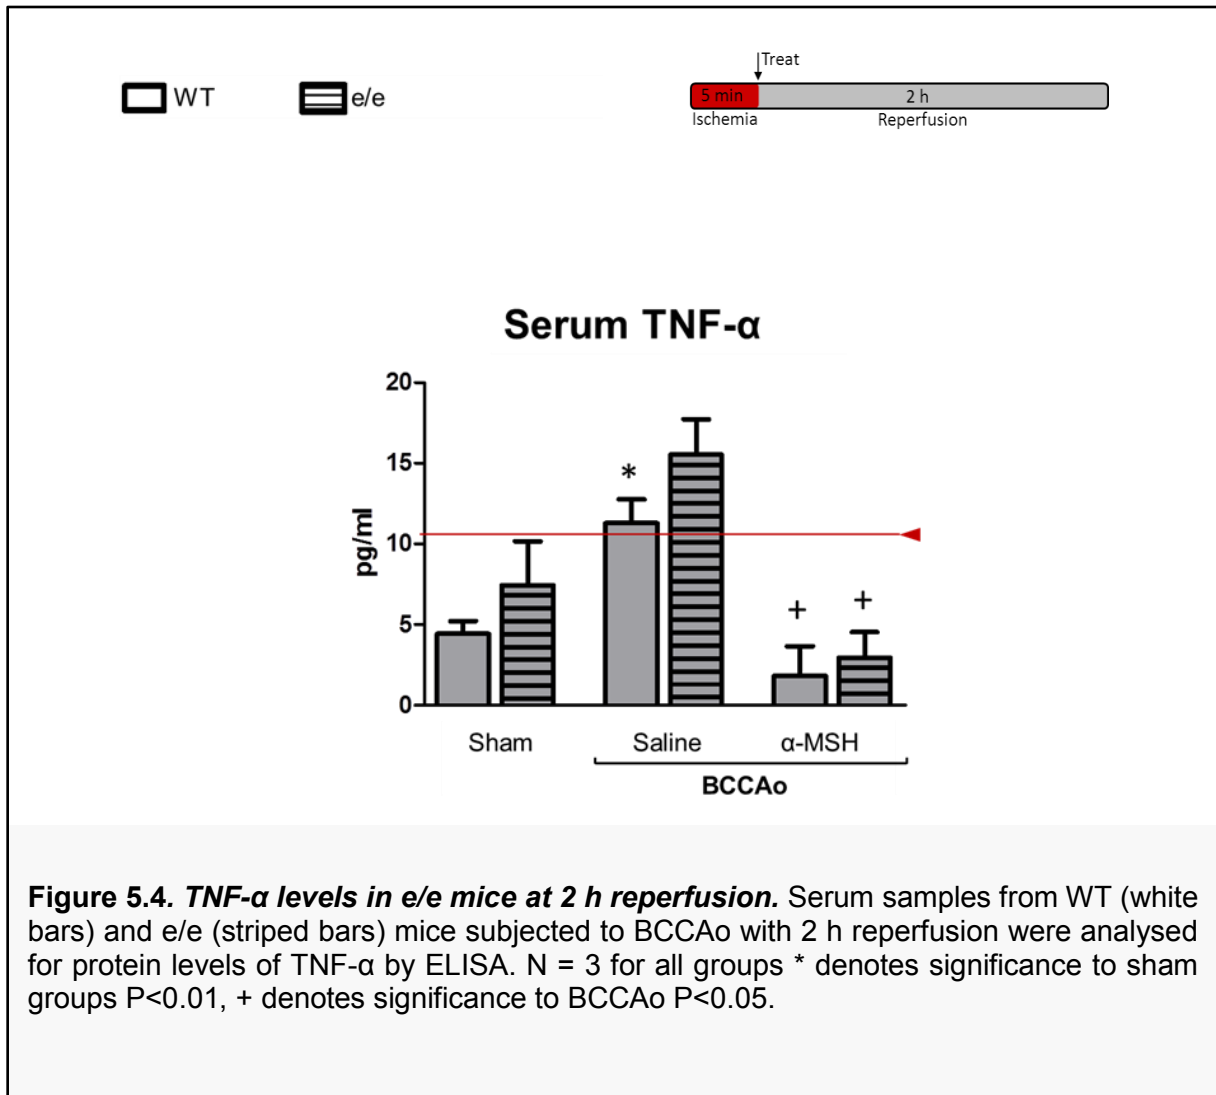 WT
e/e
Treat
5 min
2 h
Ischemia
Reperfusion
Serum TNF-α
20
15
10
5
0
pg/ml
*
+
+
Sham
Saline
α-MSH
BCCAo
Figure 5.4. TNF-α levels in e/e mice at 2 h reperfusion. Serum samples from WT (white
bars) and e/e (striped bars) mice subjected to BCCAo with 2 h reperfusion were analysed
for protein levels of TNF-α by ELISA. N = 3 for all groups * denotes significance to sham
groups P<0.01, + denotes significance to BCCAo P<0.05.